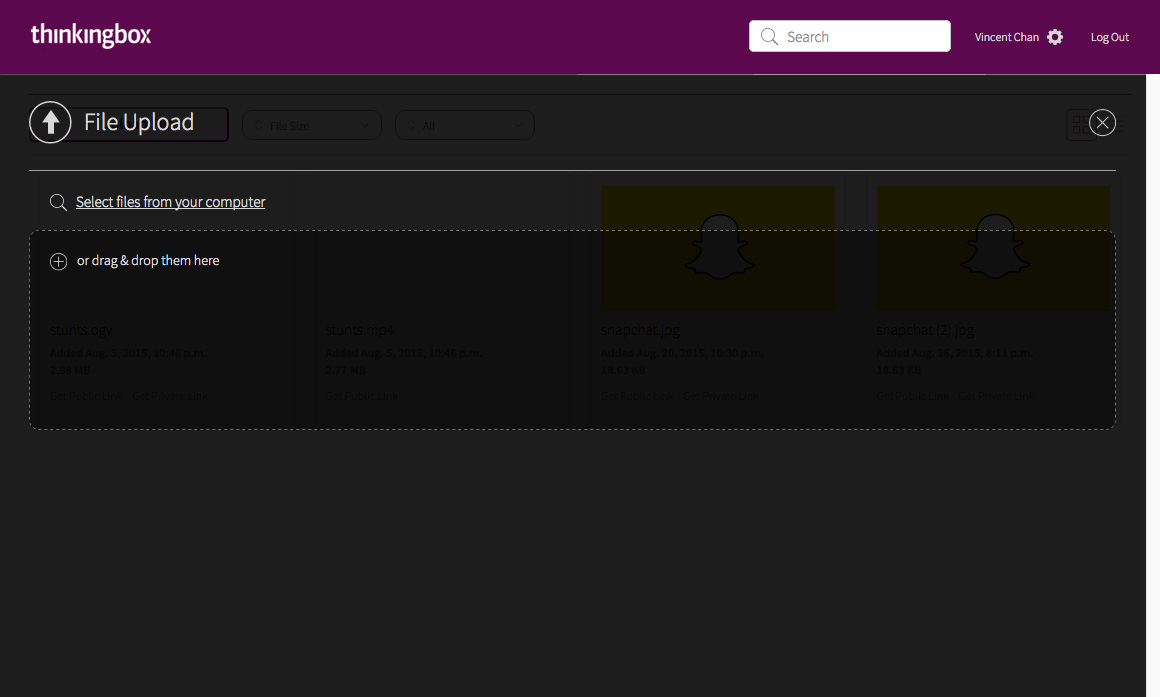 thinkingbox
Search
Vincent Chan
Log Out
File Upload
File Size
All
Select files from your computer
or drag & drop them here
stunts.ogv
stunts.mp4
snapchat.jpg
snapchat (2).jpg
Added Aug. 5, 2015, 10:46 p.m.
Added Aug. 5, 2015, 10:46 p.m.
Added Aug. 20, 2015, 10:30 p.m.
Added Aug. 26, 2015, 6:11 p.m.
2.38 MB
2.77 MB
18.63 KB
18.63 KB
Get Public Link Get Private Link
Get Public Link
Get Public Link Get Private Link
Get Public Link Get Private Link